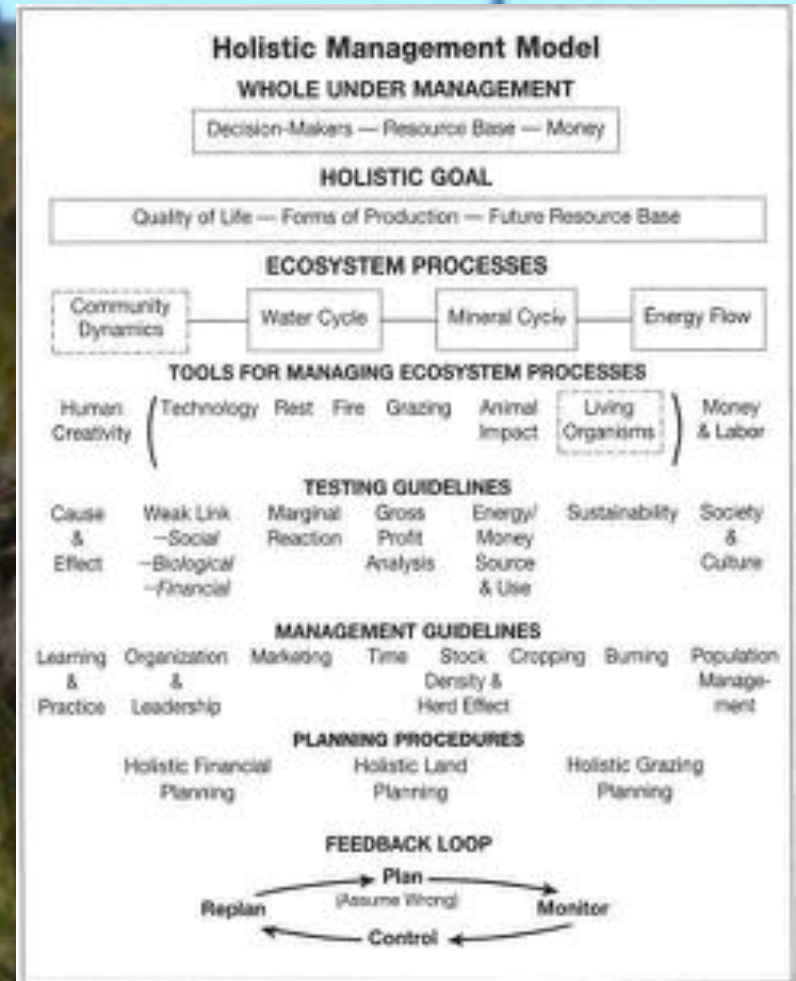 Holistic Management Model
WHOLE UNDER MANAGEMENT
Decision-Makers — Resource Base — Money
HOLISTIC GOAL
Quality of Life — Forms of Production — Future Resource Base
ECOSYSTEM PROCESSES
Community Dynamics
Water Cycle
Mineral Cycle
Energy Flow
TOOLS FOR MANAGING ECOSYSTEM PROCESSES
Human Creativity
(Technology Rest Fire Grazing
Animal Impact
Living Organisms)
Money & Labor
TESTING GUIDELINES
Cause & Effect
Weak Link
–Social
–Biological
–Financial
Marginal Reaction
Gross Profit Analysis
Energy/ Money Source & Use
Sustainability
Society & Culture
MANAGEMENT GUIDELINES
Learning & Practice
Organization & Leadership
Marketing
Time
Stock Density & Herd Effect
Cropping
Burning
Population Manage-
ment
PLANNING PROCEDURES
Holistic Financial Planning
Holistic Land Planning
Holistic Grazing Planning
FEEDBACK LOOP
Plan
(Assume Wrong)
Replan
Monitor
Control